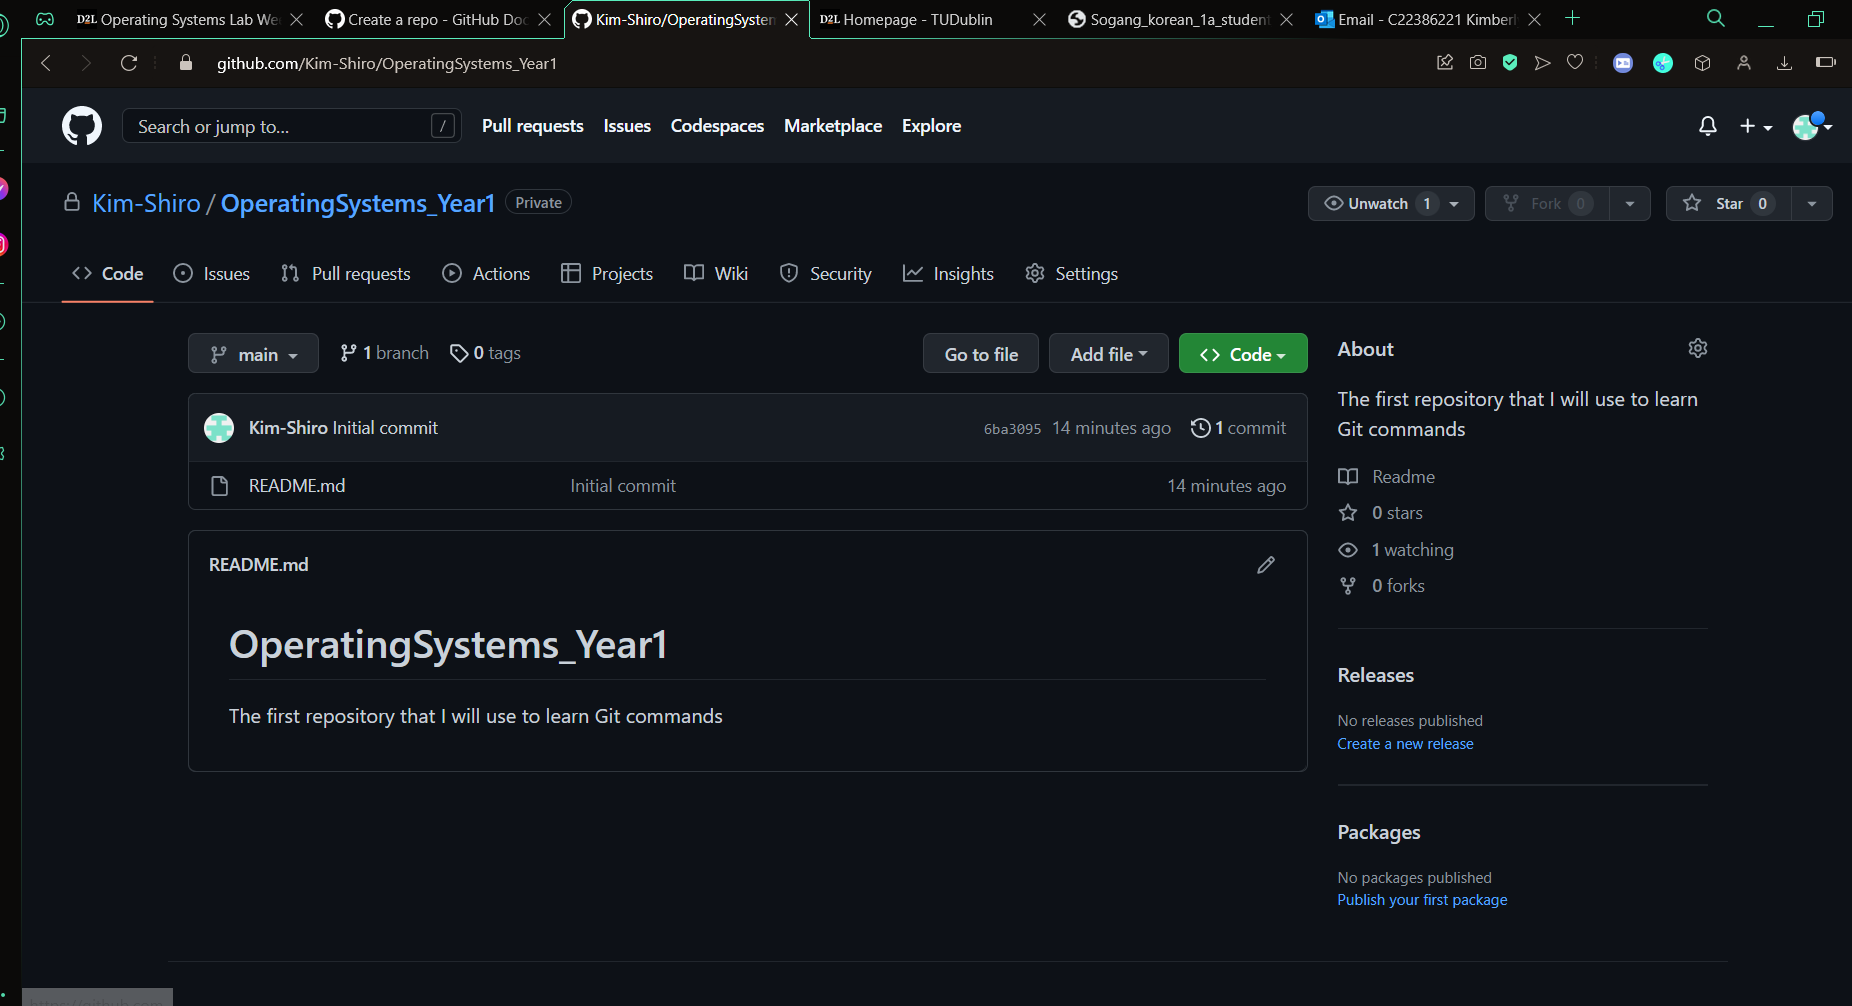 D2L Operating Systems Lab We
Create a repo - GitHub Doc
Kim-Shiro/OperatingSystem
D2L Homepage - TUDublin
Sogang_korean_1a_student
Email - C22386221 Kimberl
github.com/Kim-Shiro/OperatingSystems_Year1
Search or jump to... /
Pull requests Issues Codespaces Marketplace Explore
Kim-Shiro / OperatingSystems_Year1 Private
Unwatch 1 Fork 0 Star 0
Code Issues Pull requests Actions Projects Wiki Security Insights Settings
main 1 branch 0 tags
Go to file Add file Code
Kim-Shiro Initial commit 6ba3095 14 minutes ago 1 commit
README.md Initial commit 14 minutes ago
README.md
OperatingSystems_Year1
The first repository that I will use to learn Git commands
About
The first repository that I will use to learn
Git commands
Readme
0 stars
1 watching
0 forks
Releases
No releases published
Create a new release
Packages
No packages published
Publish your first package